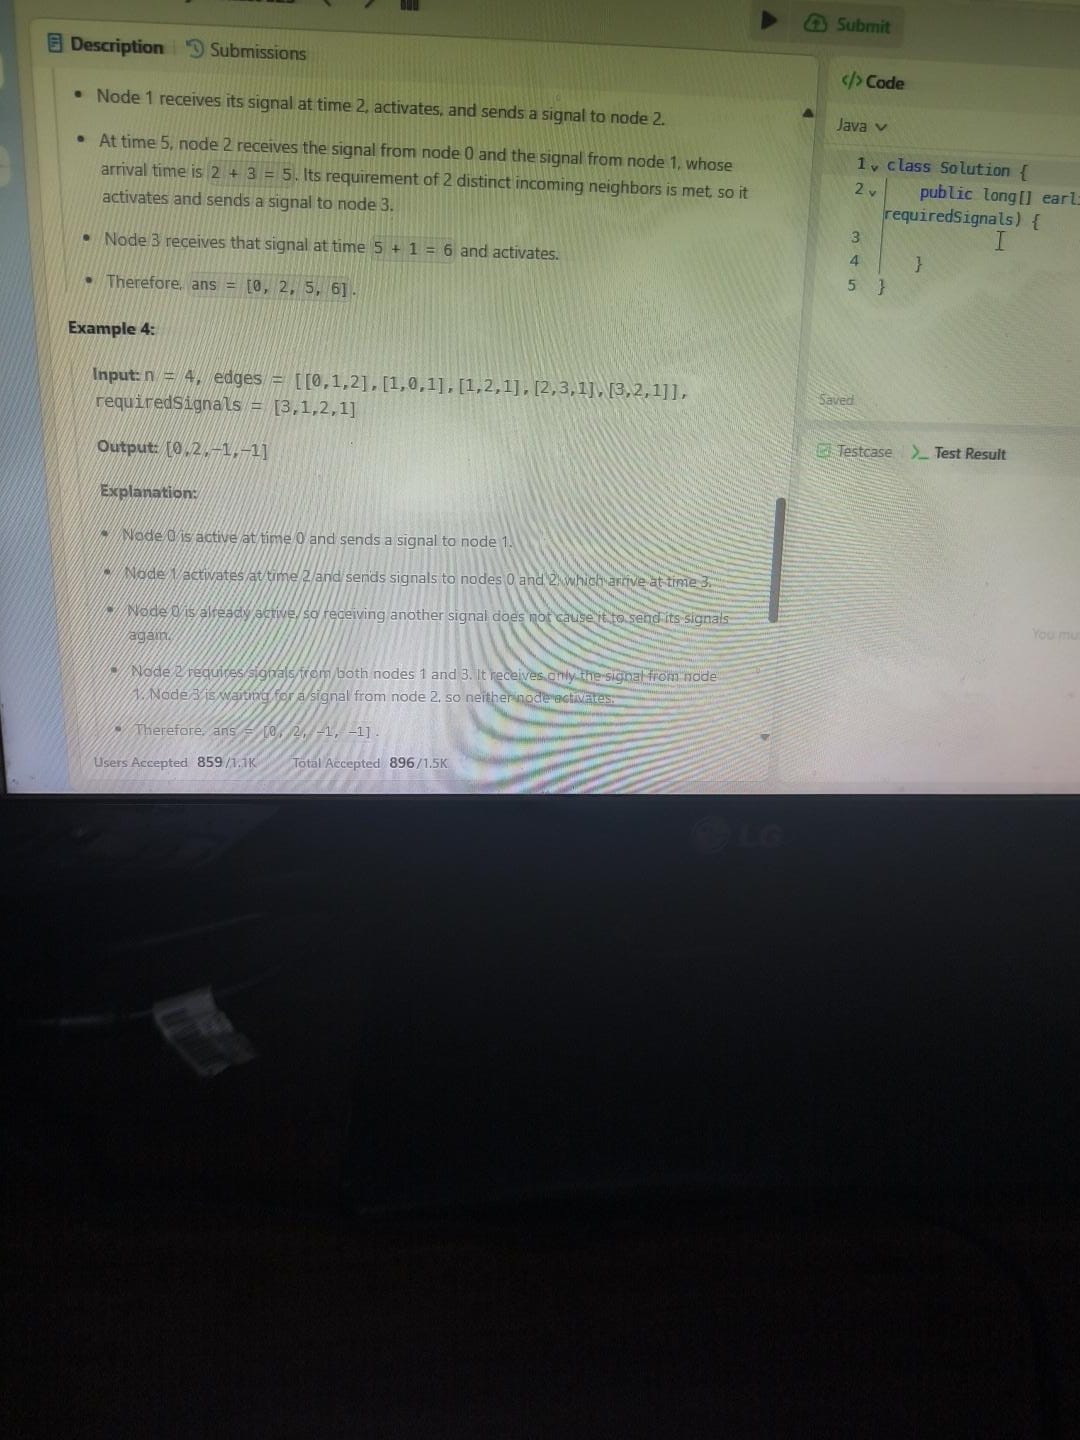 Submit
Description
Submissions
• Node 1 receives its signal at time 2, activates, and sends a signal to node 2.
• At time 5, node 2 receives the signal from node 0 and the signal from node 1, whose
arrival time is 2 + 3 = 5. Its requirement of 2 distinct incoming neighbors is met, so it
activates and sends a signal to node 3.
• Node 3 receives that signal at time 5 + 1 = 6 and activates.
• Therefore, ans = [0, 2, 5, 6].
Example 4:
Input: n = 4, edges = [[0,1,2],[1,0,1],[1,2,1],[2,3,1],[3,2,1]],
requiredSignals = [3,1,2,1]
Output: [0,2,-1,-1]
Explanation:
• Node 0 is active at time 0 and sends a signal to node 1.
• Node 1 activates at time 2 and sends signals to nodes 0 and 2, which arrive at time 3.
• Node 0 is already active, so receiving another signal does not cause it to send its signals
again.
• Node 2 requires signals from both nodes 1 and 3. It receives only the signal from node
1. Node 3 is waiting for a signal from node 2, so neither node activates.
• Therefore, ans = [0, 2, -1, -1].
Users Accepted 859/1.1K Total Accepted 896/1.5K
</> Code
Java
1 class Solution {
2 public long[] earl
requiredSignals) {
3
4 }
5 }
Saved
Testcase
>_ Test Result
You mu
LG